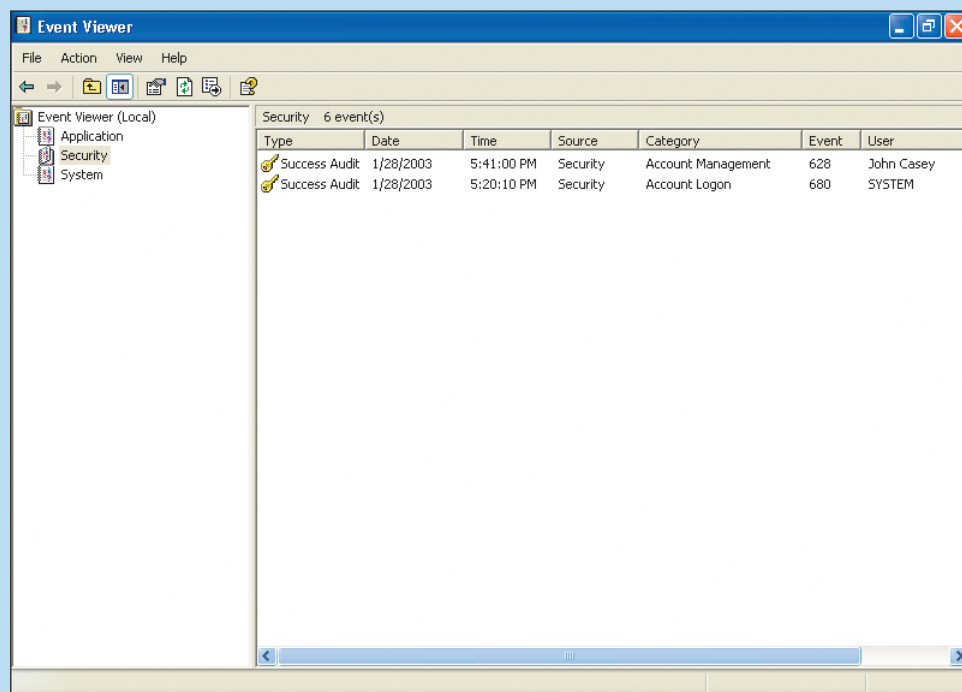 Event Viewer
File Action View Help
Event Viewer (Local)
Application
Security
System
Security 6 event(s)
Type Date Time Source Category Event User
Success Audit 1/28/2003 5:41:00 PM Security Account Management 628 John Casey
Success Audit 1/28/2003 5:20:10 PM Security Account Logon 680 SYSTEM